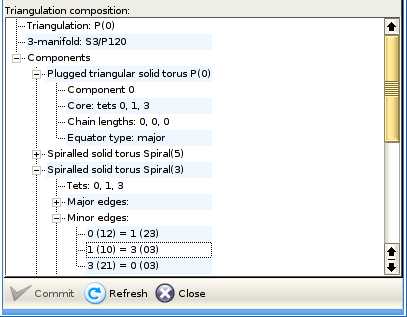 Triangulation composition:
Triangulation: P(0)
3-manifold: S3/P120
Components
Plugged triangular solid torus P(0)
Component 0
Core: tets 0, 1, 3
Chain lengths: 0, 0, 0
Equator type: major
Spiralled solid torus Spiral(5)
Spiralled solid torus Spiral(3)
Tets: 0, 1, 3
Major edges:
Minor edges:
0 (12) = 1 (23)
1 (10) = 3 (03)
3 (21) = 0 (03)
Commit Refresh Close